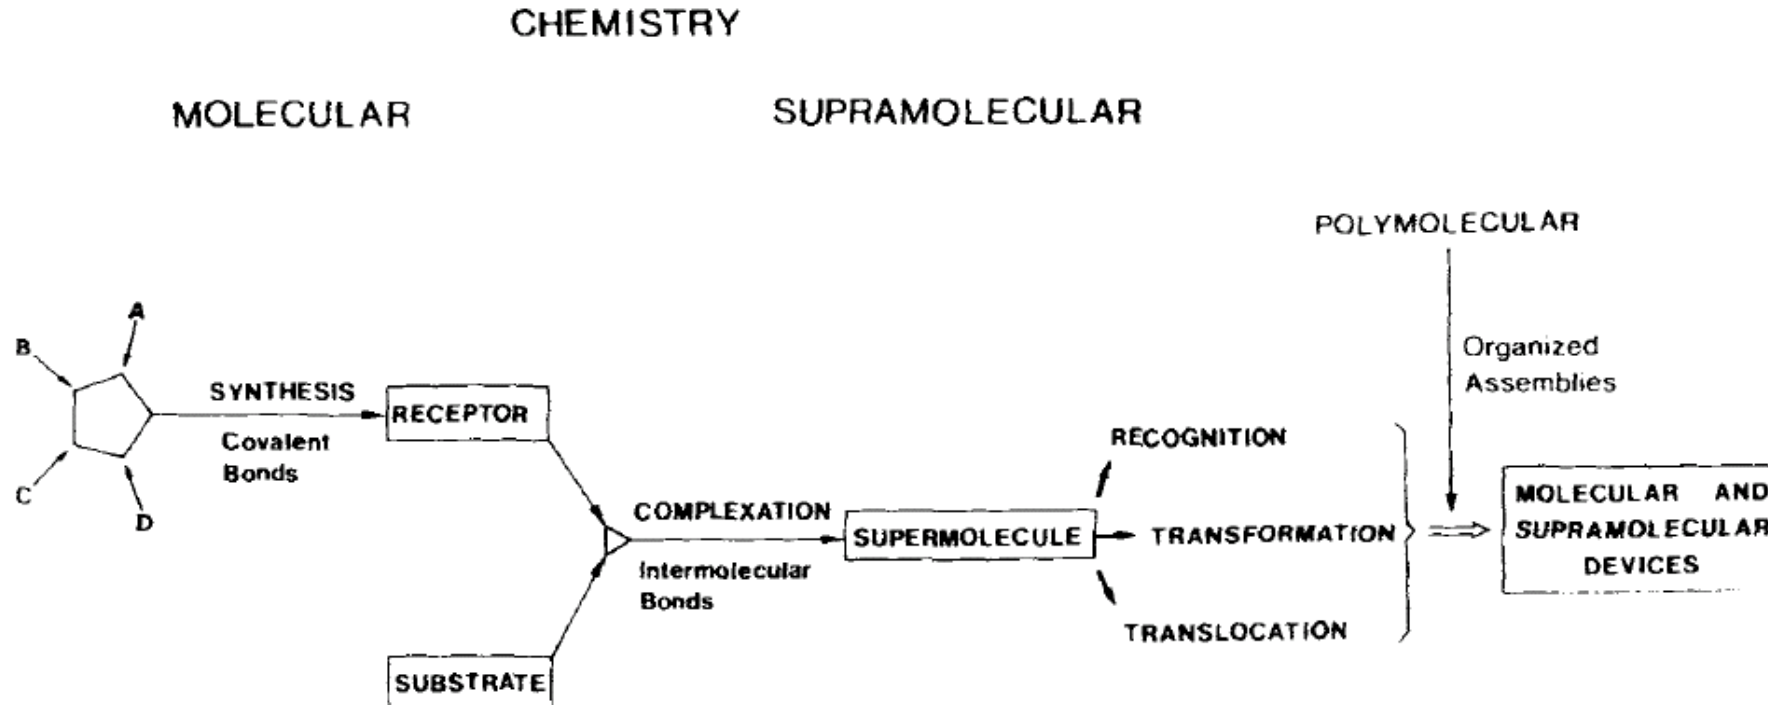 CHEMISTRY
MOLECULAR
SUPRAMOLECULAR
POLYMOLECULAR
Organized
Assemblies
A
B
C
D
SYNTHESIS
Covalent
Bonds
RECEPTOR
SUBSTRATE
COMPLEXATION
Intermolecular
Bonds
SUPERMOLECULE
RECOGNITION
TRANSFORMATION
TRANSLOCATION
MOLECULAR AND
SUPRAMOLECULAR
DEVICES